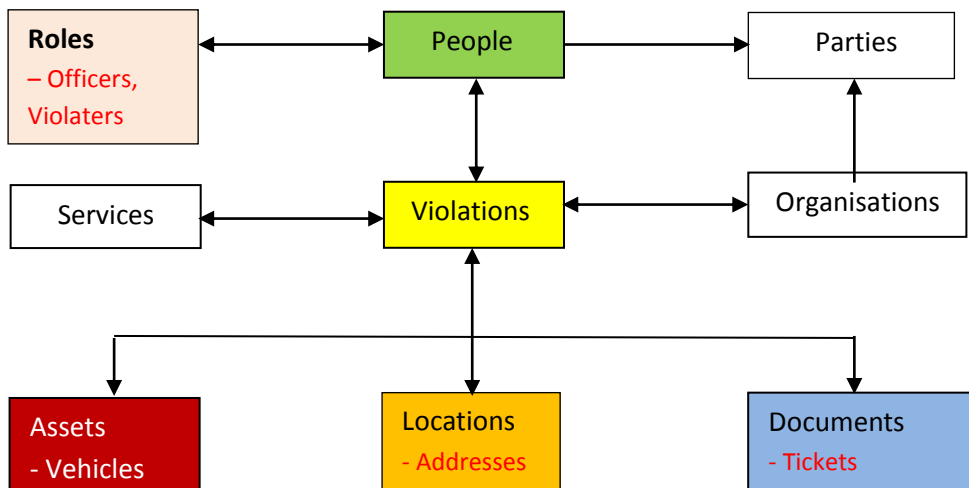 Roles
– Officers,
Violaters
People
Parties
Services
Violations
Organisations
Assets
- Vehicles
Locations
- Addresses
Documents
- Tickets